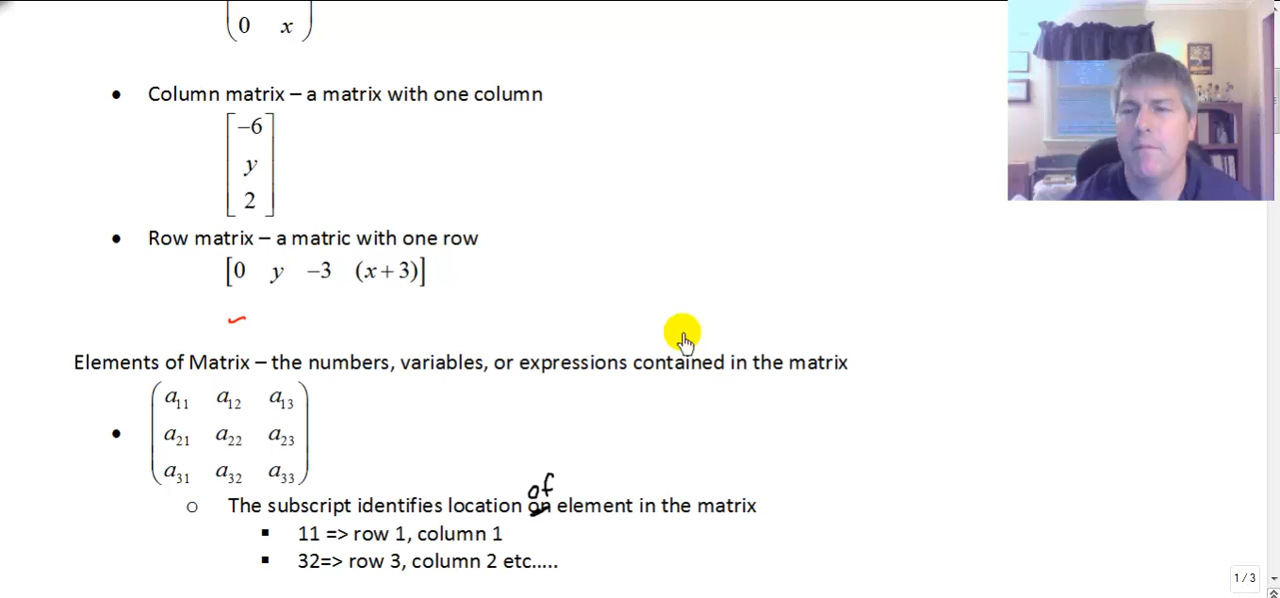 0 x
• Column matrix – a matrix with one column
–6
y
2
• Row matrix – a matric with one row
[0 y –3 (x + 3)]
Elements of Matrix – the numbers, variables, or expressions contained in the matrix
a11 a12 a13
• a21 a22 a23
a31 a32 a33
of
o The subscript identifies location on element in the matrix
▪ 11 => row 1, column 1
▪ 32=> row 3, column 2 etc.....
1 / 3